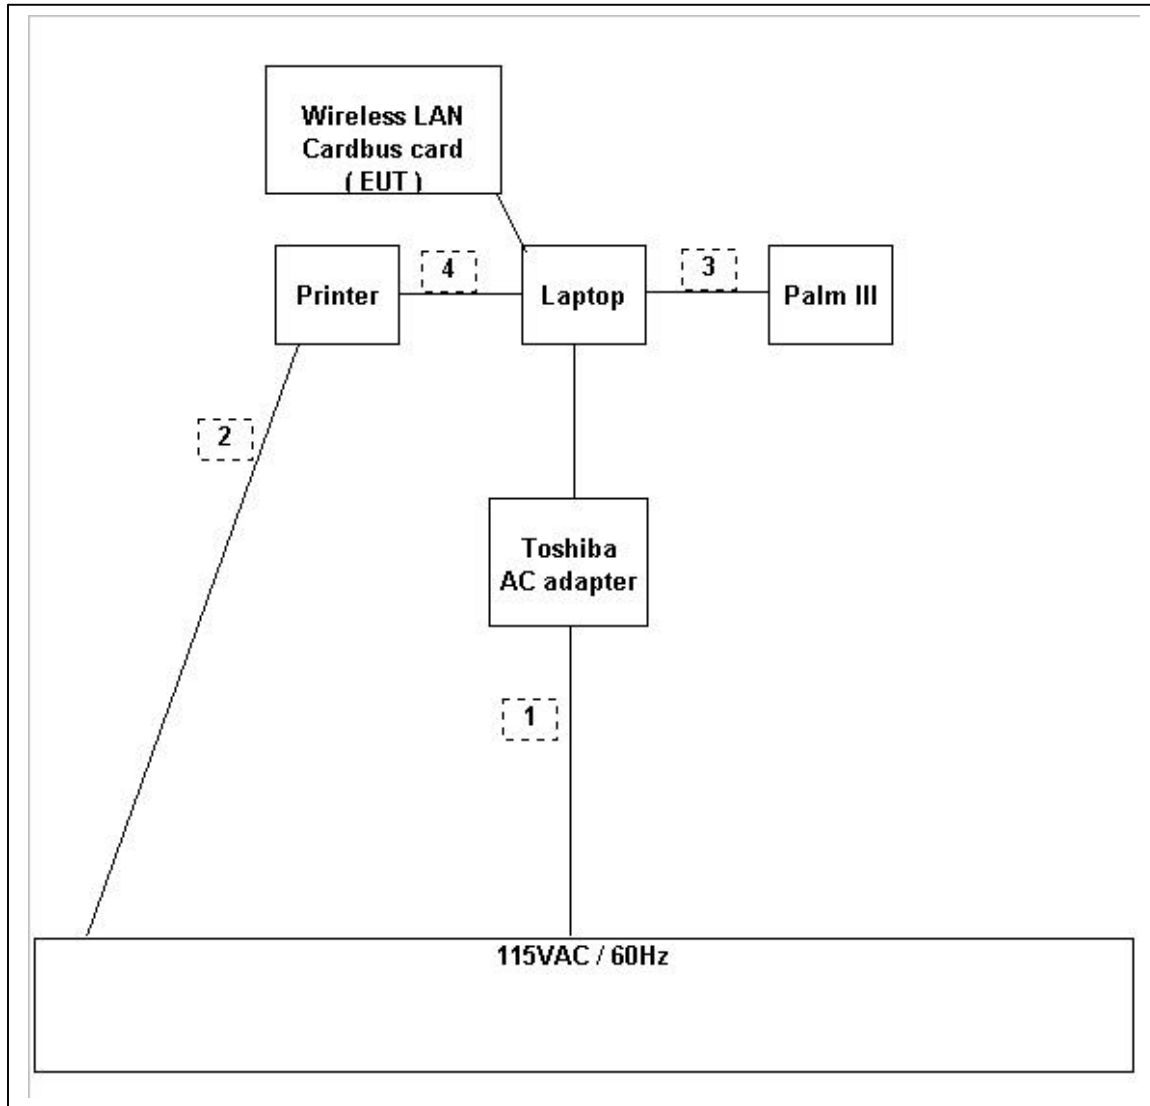 Wireless LAN
Cardbus card
( EUT )
Printer
4
Laptop
3
Palm III
2
Toshiba
AC adapter
1
115VAC / 60Hz